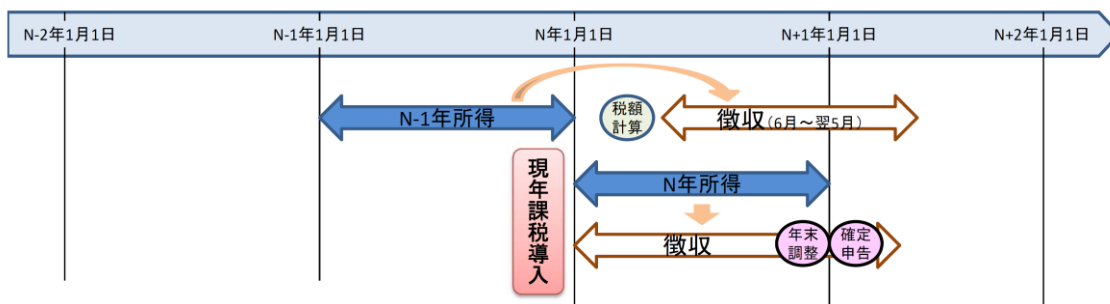 N-2年1月1日
N-1年1月1日
N年1月1日
N+1年1月1日
N+2年1月1日
N-1年所得
税額
計算
徴収(6月～翌5月)
現年課税導入
N年所得
徴収
年末
調整
確定
申告